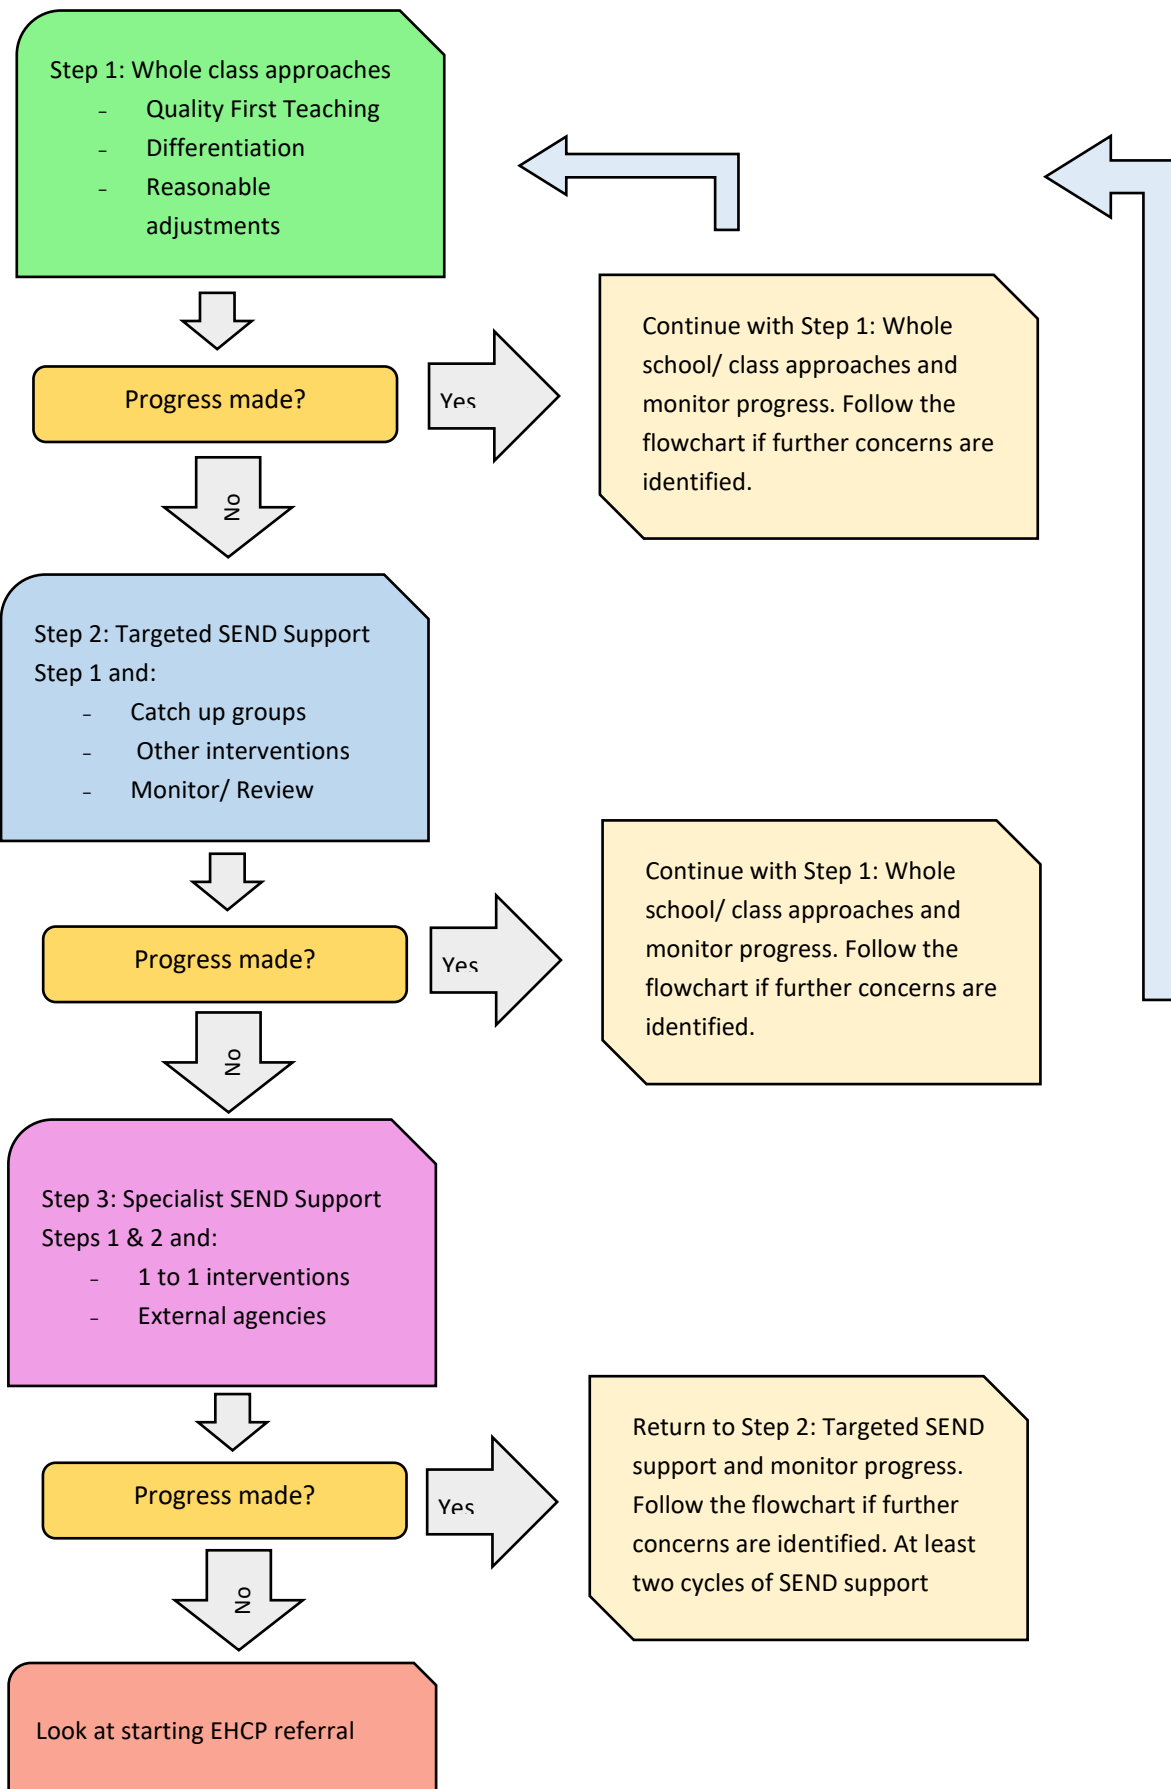 Step 1: Whole class approaches
- Quality First Teaching
- Differentiation
- Reasonable
adjustments
Progress made?
Yes
Continue with Step 1: Whole
school/ class approaches and
monitor progress. Follow the
flowchart if further concerns are
identified.
No
Step 2: Targeted SEND Support
Step 1 and:
- Catch up groups
- Other interventions
- Monitor/ Review
Progress made?
Yes
Continue with Step 1: Whole
school/ class approaches and
monitor progress. Follow the
flowchart if further concerns are
identified.
No
Step 3: Specialist SEND Support
Steps 1 & 2 and:
- 1 to 1 interventions
- External agencies
Progress made?
Yes
Return to Step 2: Targeted SEND
support and monitor progress.
Follow the flowchart if further
concerns are identified. At least
two cycles of SEND support
No
Look at starting EHCP referral